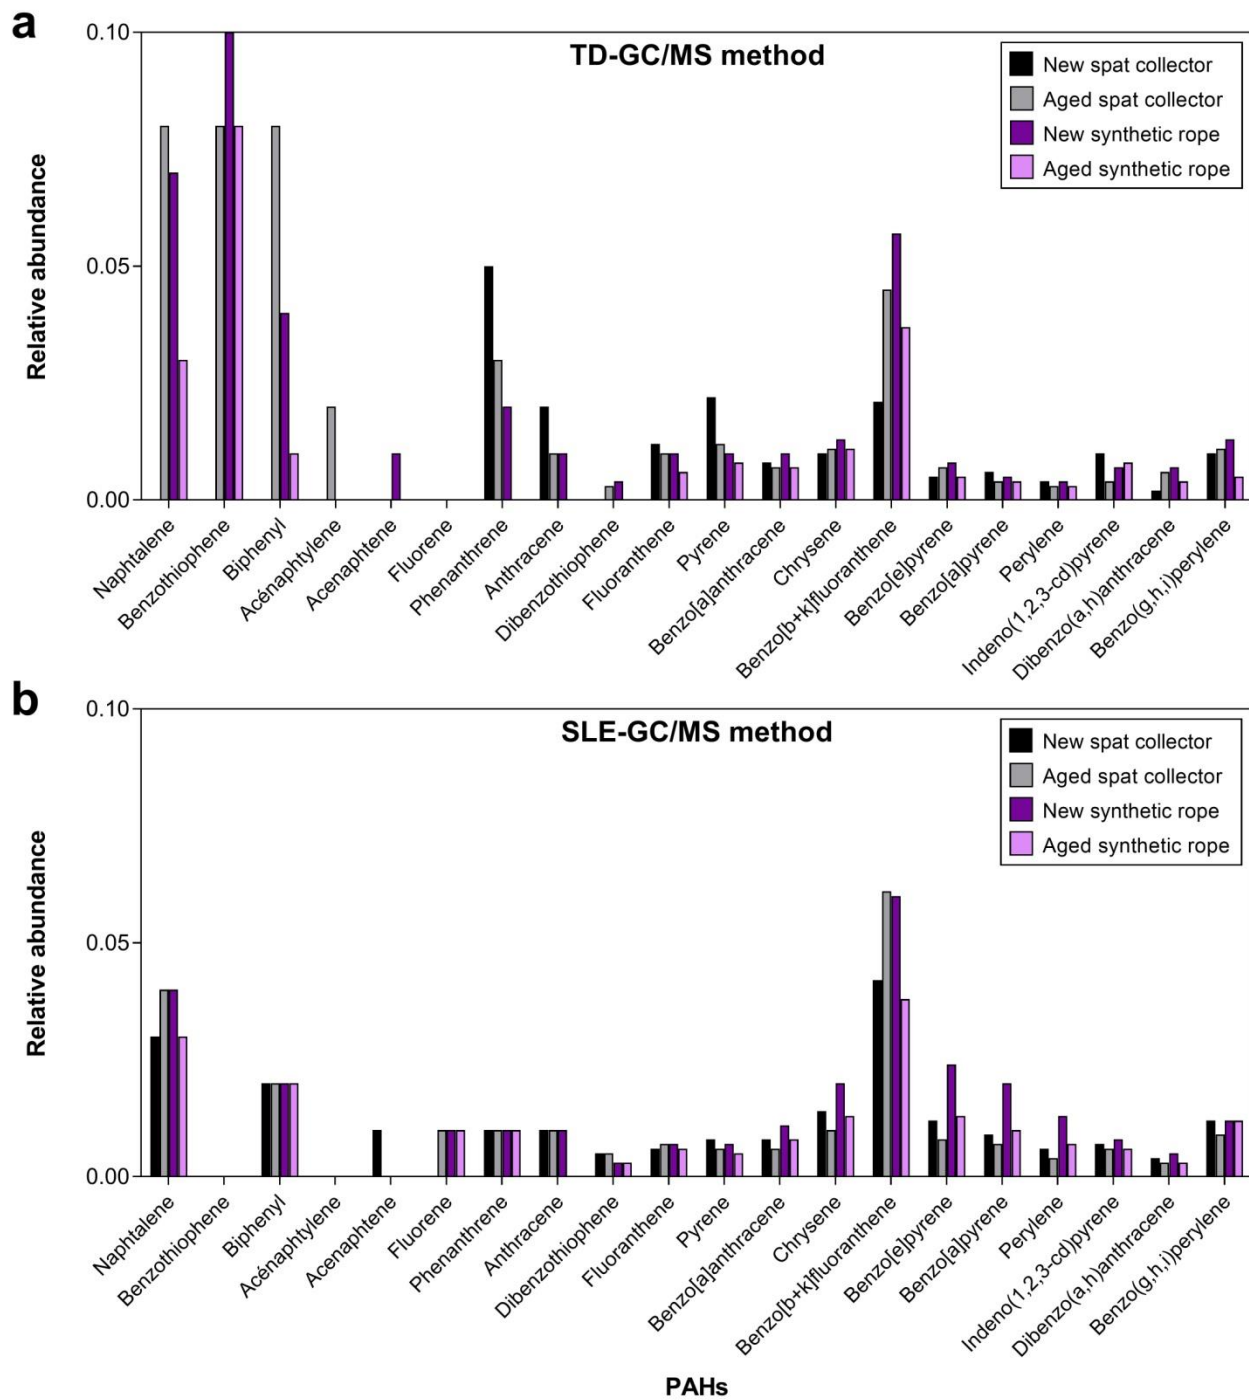 a
TD-GC/MS method
New spat collector
Aged spat collector
New synthetic rope
Aged synthetic rope
Relative abundance
0.10
0.05
0.00
Naphtalene
Benzothiophene
Biphenyl
Acénaphtylene
Acenaphtene
Fluorene
Phenanthrene
Anthracene
Dibenzothiophene
Fluoranthene
Pyrene
Benzo[a]anthracene
Chrysene
Benzo[b+k]fluoranthene
Benzo[e]pyrene
Benzo[a]pyrene
Perylene
Indeno(1,2,3-cd)pyrene
Dibenzo(a,h)anthracene
Benzo(g,h,i)perylene
b
SLE-GC/MS method
New spat collector
Aged spat collector
New synthetic rope
Aged synthetic rope
Relative abundance
0.10
0.05
0.00
Naphtalene
Benzothiophene
Biphenyl
Acénaphtylene
Acenaphtene
Fluorene
Phenanthrene
Anthracene
Dibenzothiophene
Fluoranthene
Pyrene
Benzo[a]anthracene
Chrysene
Benzo[b+k]fluoranthene
Benzo[e]pyrene
Benzo[a]pyrene
Perylene
Indeno(1,2,3-cd)pyrene
Dibenzo(a,h)anthracene
Benzo(g,h,i)perylene
PAHs